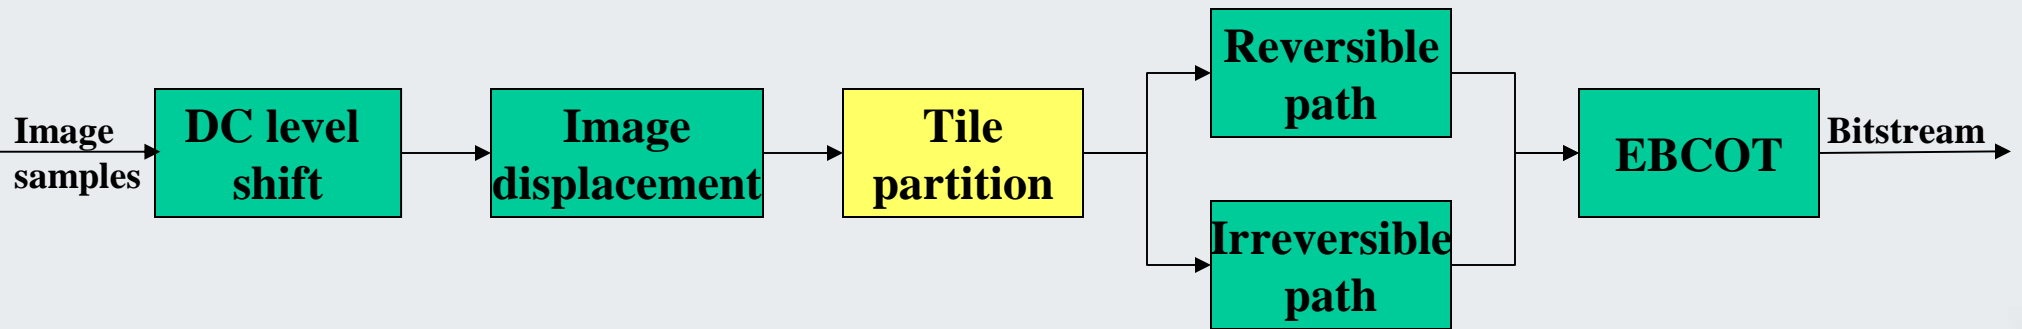 Image
samples
DC level
shift
Image
displacement
Tile
partition
Reversible
path
Irreversible
path
EBCOT
Bitstream